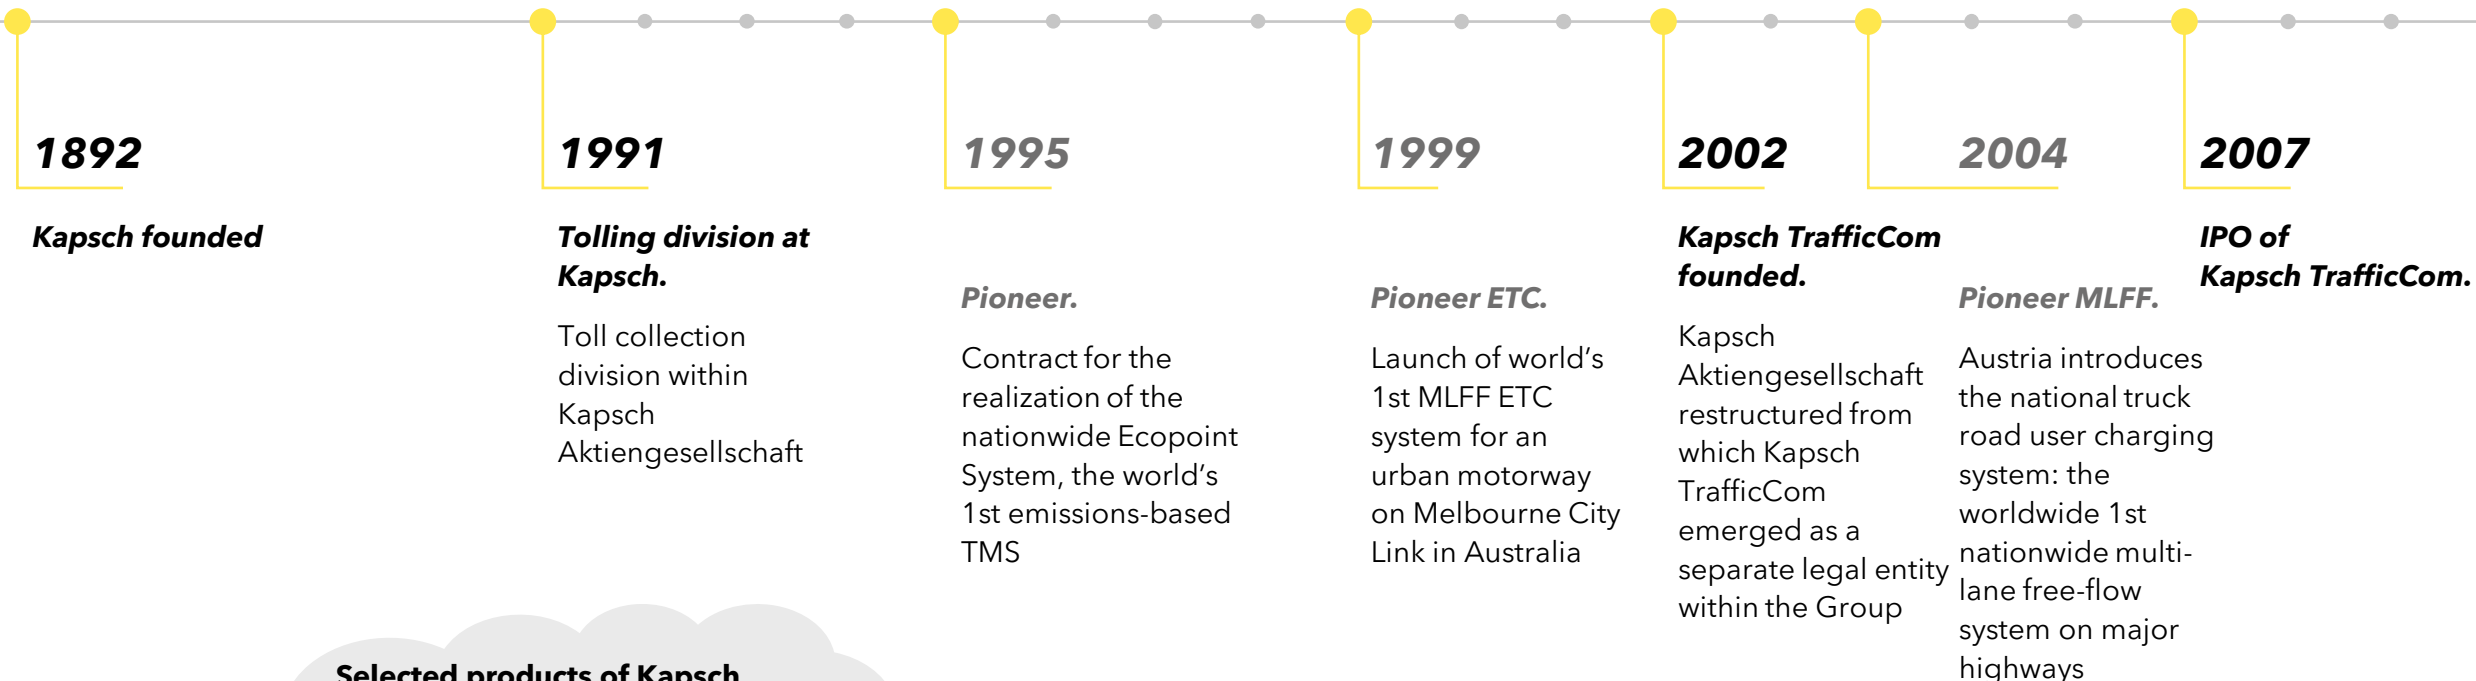 1892
Kapsch founded
1991
Tolling division at
Kapsch.
Toll collection
division within
Kapsch
Aktiengesellschaft
1995
Pioneer.
Contract for the
realization of the
nationwide Ecopoint
System, the world's
1st emissions-based
TMS
1999
Pioneer ETC.
Launch of world's
1st MLFF ETC
system for an
urban motorway
on Melbourne City
Link in Australia
2002
Kapsch TrafficCom
founded.
Kapsch
Aktiengesellschaft
restructured from
which Kapsch
TrafficCom
emerged as a
separate legal entity
within the Group
2004
Pioneer MLFF.
Austria introduces
the national truck
road user charging
system: the
worldwide 1st
nationwide multi-
lane free-flow
system on major
highways
2007
IPO of
Kapsch TrafficCom.
Selected products of Kapsch